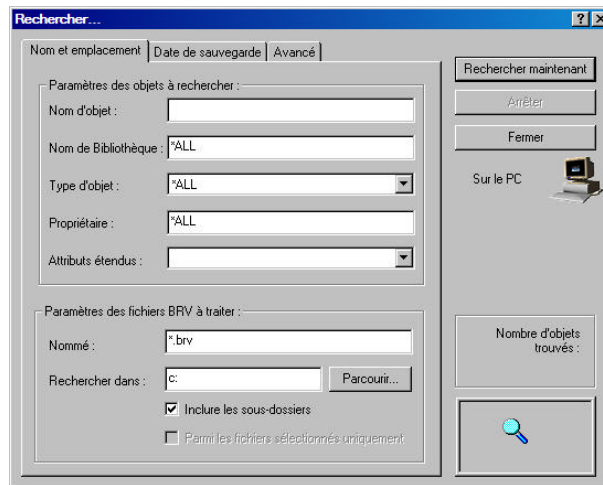 Rechercher...
Nom et emplacement Date de sauvegarde Avancé
Rechercher maintenant
Arrêter
Fermer
Sur le PC
Paramètres des objets à rechercher :
Nom d'objet :
Nom de Bibliothèque : *ALL
Type d'objet : *ALL
Propriétaire : *ALL
Attributs étendus :
Paramètres des fichiers BRV à traiter :
Nommé : *.brv
Rechercher dans : c: Parcourir...
Inclure les sous-dossiers
Parmi les fichiers sélectionnés uniquement
Nombre d'objets
trouvés :